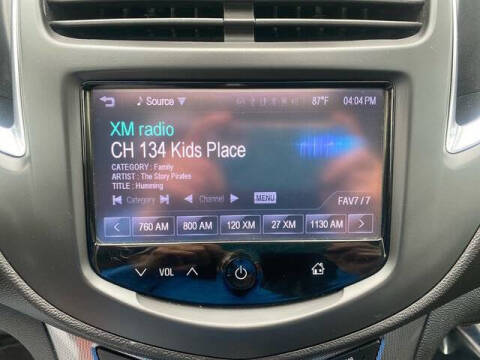 Source 87°F 04:04 PM
XM radio
CH 134 Kids Place
CATEGORY : Family
ARTIST : The Story Pirates
TITLE : Humming
Category Channel MENU FAV7 / 7
760 AM 800 AM 120 XM 27 XM 1130 AM
VOL